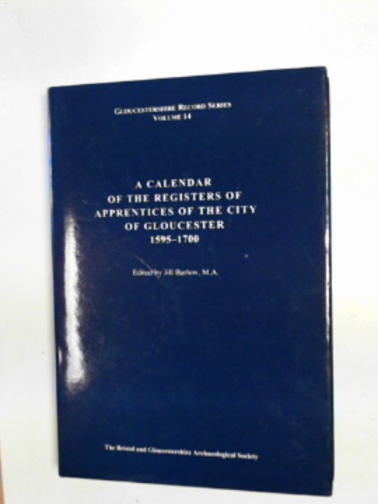 GLOUCESTERSHIRE RECORD SERIES
VOLUME 14
A CALENDAR
OF THE REGISTERS OF
APPRENTICES OF THE CITY
OF GLOUCESTER
1595–1700
Edited by Jill Barlow, M.A.
The Bristol and Gloucestershire Archaeological Society